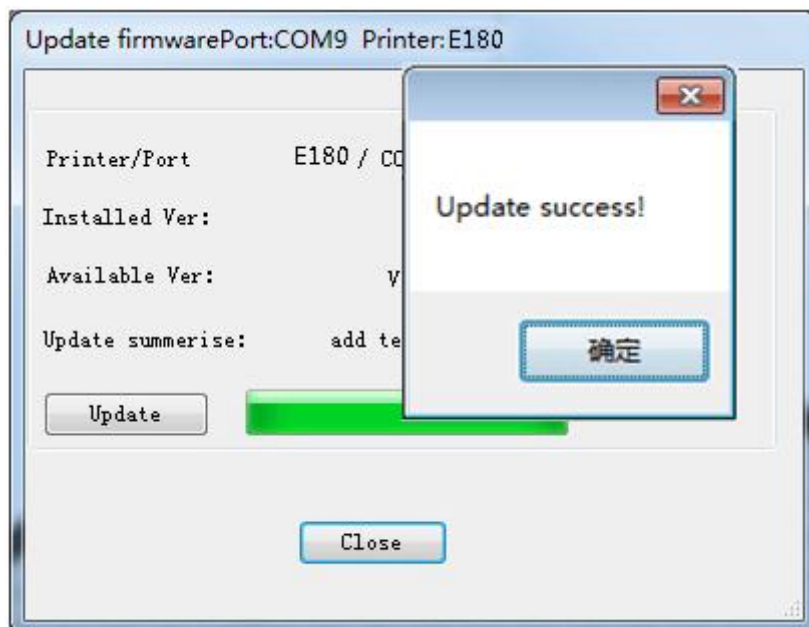 Update firmwarePort:COM9 Printer:E180
Printer/Port E180 / CO
Installed Ver:
Available Ver: V
Update summerise: add te
Update
Close
Update success!
确定